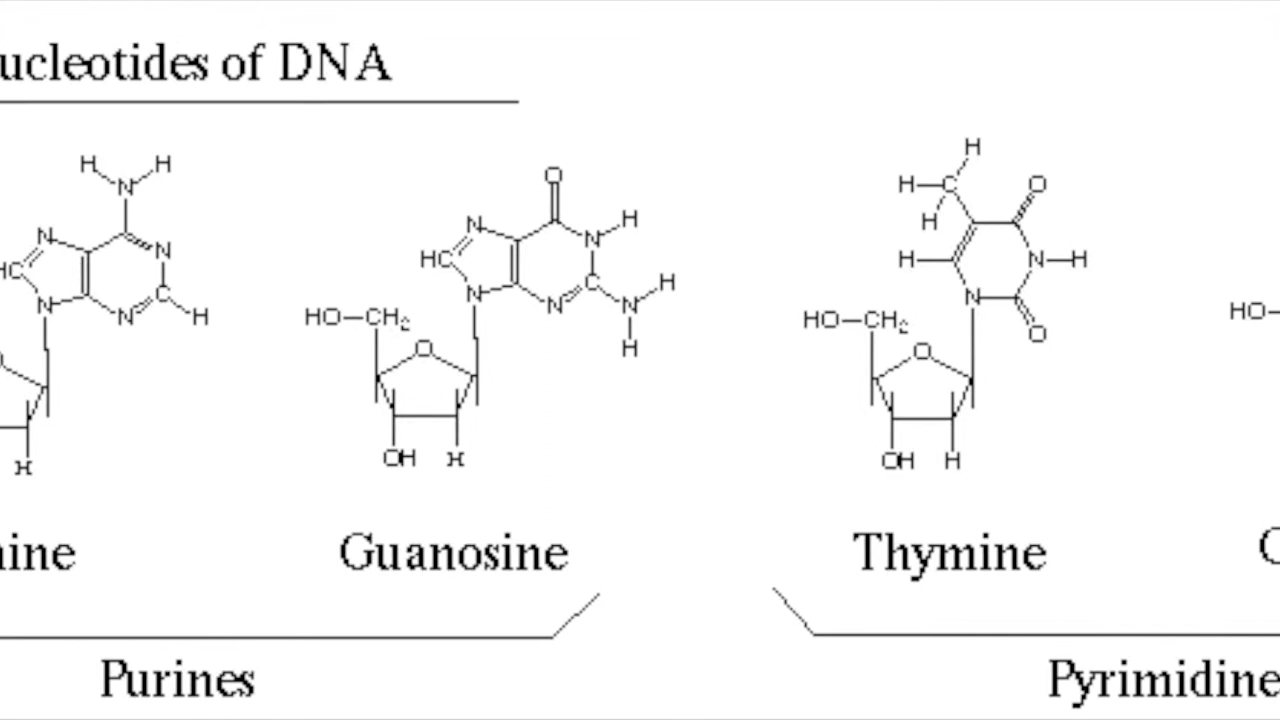 ucleotides of DNA
H H
N
O
H
H C O
H
N N
N N H
HC N C H
HC N C H
H N H
N N H
N N N H
N O
HO CH2
HO CH2
HO
O O
H OH H OH H
nine Guanosine Thymine C
Purines Pyrimidine